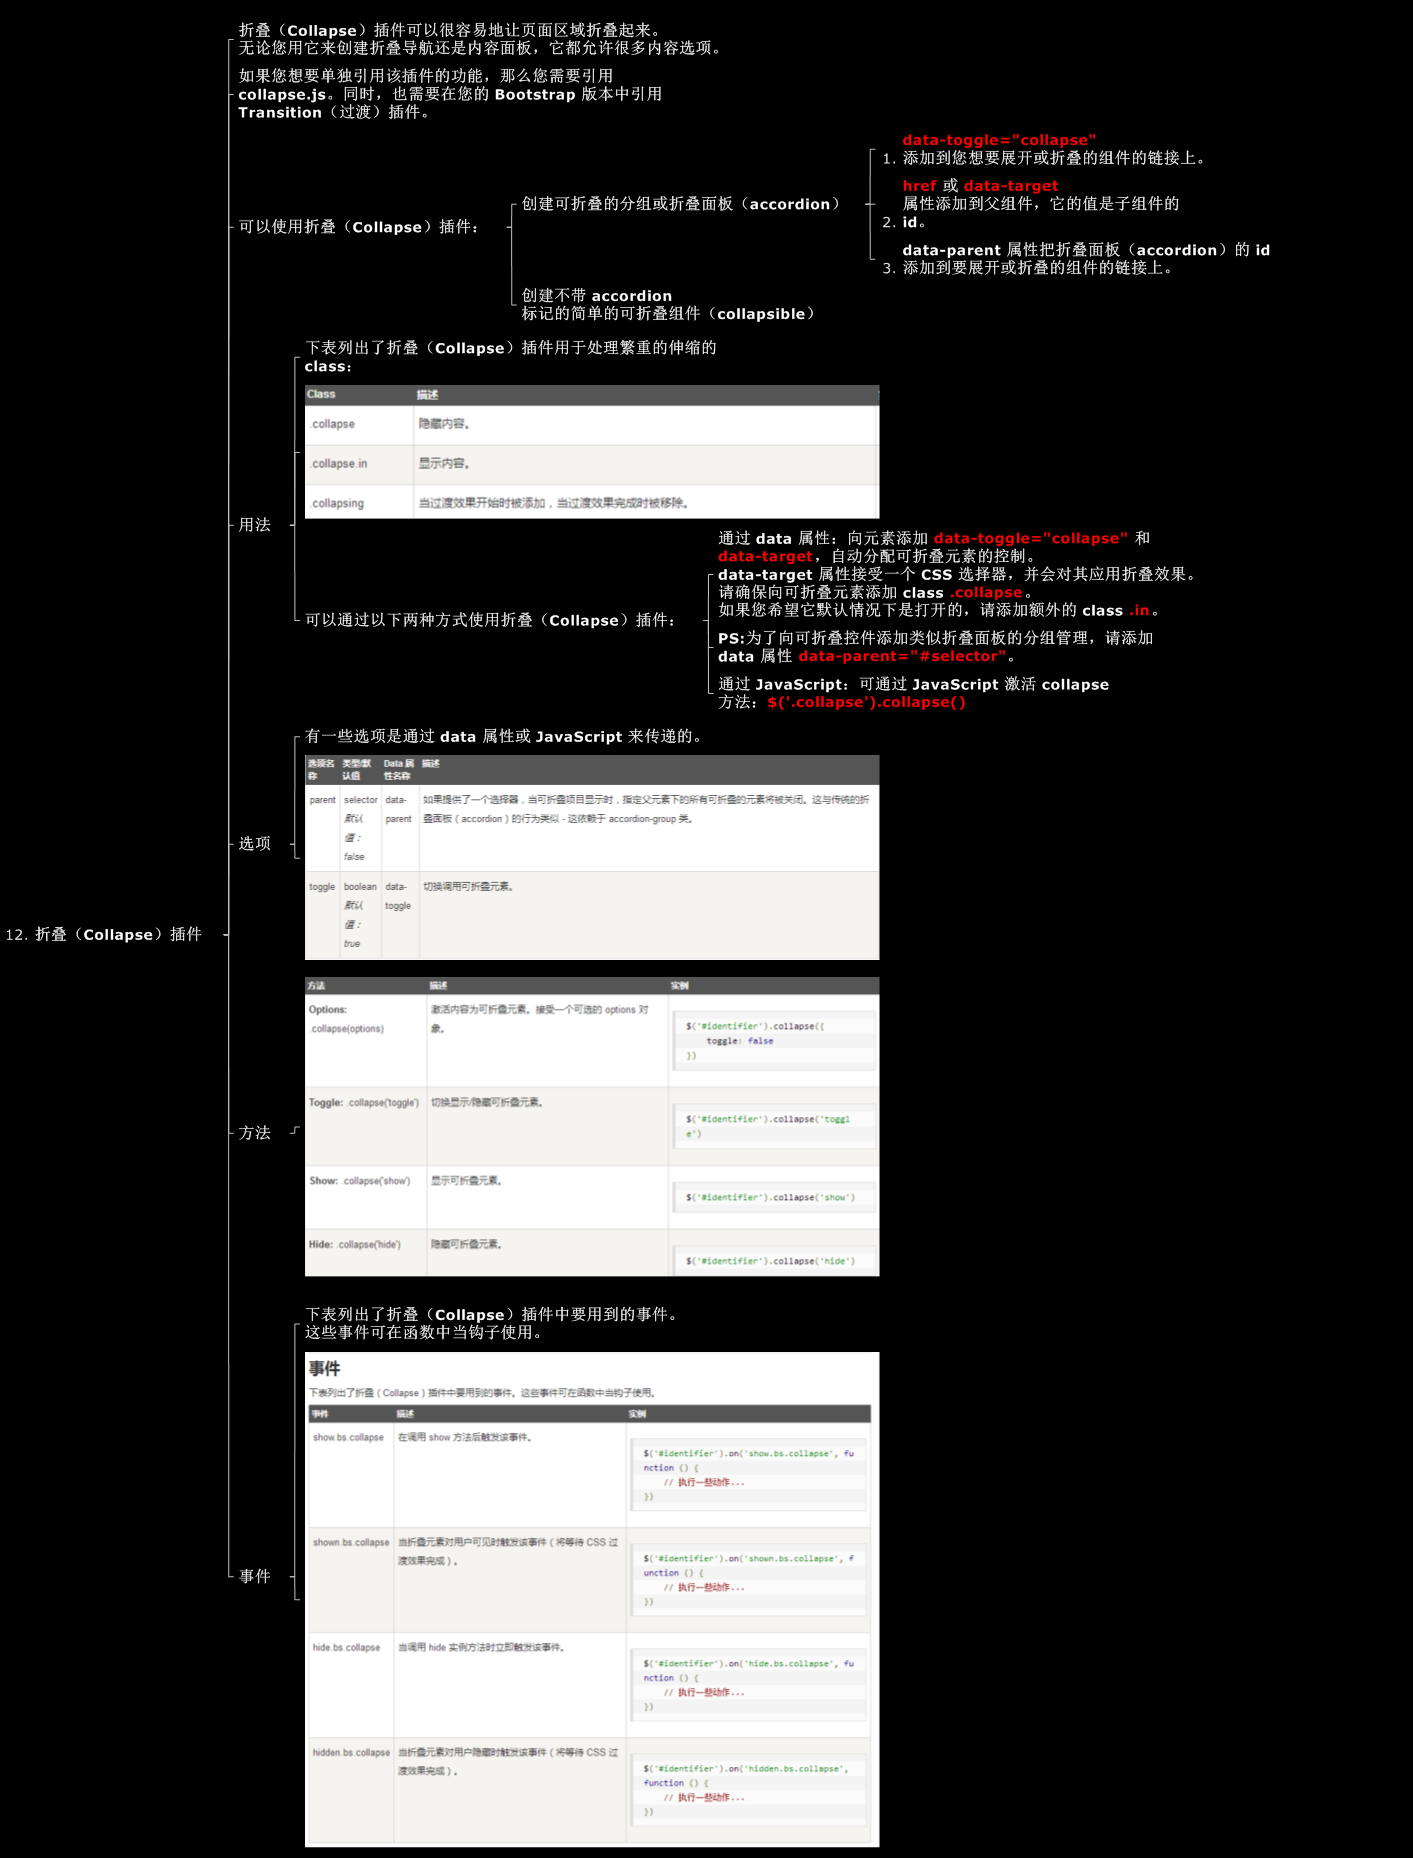 折叠（Collapse）插件可以很容易地让页面区域折叠起来。
无论您用它来创建折叠导航还是内容面板，它都允许很多内容选项。
如果您想要单独引用该插件的功能，那么您需要引用
collapse.js。同时，也需要在您的 Bootstrap 版本中引用
Transition（过渡）插件。
可以使用折叠（Collapse）插件：
创建可折叠的分组或折叠面板（accordion）
data-toggle="collapse"
1. 添加到您想要展开或折叠的组件的链接上。
href 或 data-target
属性添加到父组件，它的值是子组件的
2. id。
data-parent 属性把折叠面板（accordion）的 id
3. 添加到要展开或折叠的组件的链接上。
创建不带 accordion
标记的简单的可折叠组件（collapsible）
用法
下表列出了折叠（Collapse）插件用于处理繁重的伸缩的
class：
Class 描述
.collapse 隐藏内容。
.collapse.in 显示内容。
.collapsing 当过渡效果开始时被添加，当过渡效果完成时被移除。
可以通过以下两种方式使用折叠（Collapse）插件：
通过 data 属性：向元素添加 data-toggle="collapse" 和
data-target，自动分配可折叠元素的控制。
data-target 属性接受一个 CSS 选择器，并会对其应用折叠效果。
请确保向可折叠元素添加 class .collapse。
如果您希望它默认情况下是打开的，请添加额外的 class .in。
PS:为了向可折叠控件添加类似折叠面板的分组管理，请添加
data 属性 data-parent="#selector"。
通过 JavaScript：可通过 JavaScript 激活 collapse
方法：$('.collapse').collapse()
选项
有一些选项是通过 data 属性或 JavaScript 来传递的。
选项名 类型/默 Data 属 描述
称 认值 性名称
parent selector data- 如果提供了一个选择器，当可折叠项目显示时，指定父元素下的所有可折叠的元素将被关闭。这与传统的折
默认 parent 叠面板（accordion）的行为类似 - 这依赖于 accordion-group 类。
值：
false
toggle boolean data- 切换调用可折叠元素。
默认 toggle
值：
true
12. 折叠（Collapse）插件
方法
方法 描述 实例
Options: 激活内容为可折叠元素。接受一个可选的 options 对
.collapse(options) 象。
$('#identifier').collapse({
toggle: false
})
Toggle: .collapse('toggle') 切换显示/隐藏可折叠元素。
$('#identifier').collapse('toggl
e')
Show: .collapse('show') 显示可折叠元素。
$('#identifier').collapse('show')
Hide: .collapse('hide') 隐藏可折叠元素。
$('#identifier').collapse('hide')
事件
下表列出了折叠（Collapse）插件中要用到的事件。
这些事件可在函数中当钩子使用。
事件
下表列出了折叠（Collapse）插件中要用到的事件。这些事件可在函数中当钩子使用。
事件 描述 实例
show.bs.collapse 在调用 show 方法后触发该事件。
$('#identifier').on('show.bs.collapse', fu
nction () {
// 执行一些动作...
})
shown.bs.collapse 当折叠元素对用户可见时触发该事件（将等待 CSS 过
渡效果完成）。
$('#identifier').on('shown.bs.collapse', f
unction () {
// 执行一些动作...
})
hide.bs.collapse 当调用 hide 实例方法时立即触发该事件。
$('#identifier').on('hide.bs.collapse', fu
nction () {
// 执行一些动作...
})
hidden.bs.collapse 当折叠元素对用户隐藏时触发该事件（将等待 CSS 过
渡效果完成）。
$('#identifier').on('hidden.bs.collapse',
function () {
// 执行一些动作...
})